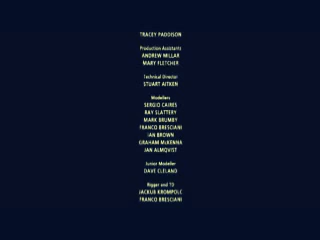 TRACEY PADDISON
Production Assistants
ANDREW MILLAR
MARY FLETCHER
Technical Director
STUART AITKEN
Modellers
SERGIO CAIRES
RAY SLATTERY
MARK BRUMBY
FRANCO BRESCIANI
IAN BROWN
GRAHAM McKENNA
JAN ALMQVIST
Junior Modeller
DAVE CLELAND
Rigger and TD
JACKUB KROMPOLC
FRANCO BRESCIANI